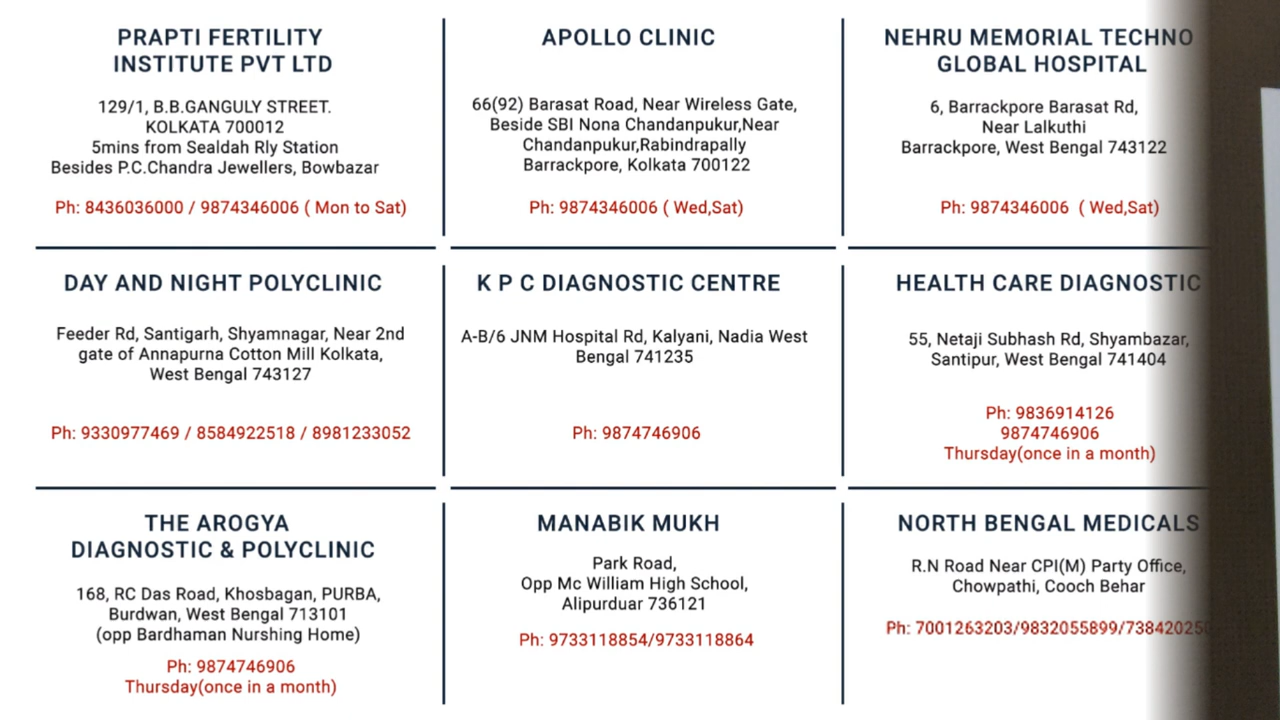 PRAPTI FERTILITY
INSTITUTE PVT LTD
129/1, B.B.GANGULY STREET.
KOLKATA 700012
5mins from Sealdah Rly Station
Besides P.C.Chandra Jewellers, Bowbazar
Ph: 8436036000 / 9874346006 ( Mon to Sat)
APOLLO CLINIC
66(92) Barasat Road, Near Wireless Gate,
Beside SBI Nona Chandanpukur,Near
Chandanpukur,Rabindrapally
Barrackpore, Kolkata 700122
Ph: 9874346006 ( Wed,Sat)
NEHRU MEMORIAL TECHNO
GLOBAL HOSPITAL
6, Barrackpore Barasat Rd,
Near Lalkuthi
Barrackpore, West Bengal 743122
Ph: 9874346006 ( Wed,Sat)
DAY AND NIGHT POLYCLINIC
Feeder Rd, Santigarh, Shyamnagar, Near 2nd
gate of Annapurna Cotton Mill Kolkata,
West Bengal 743127
Ph: 9330977469 / 8584922518 / 8981233052
K P C DIAGNOSTIC CENTRE
A-B/6 JNM Hospital Rd, Kalyani, Nadia West
Bengal 741235
Ph: 9874746906
HEALTH CARE DIAGNOSTIC
55, Netaji Subhash Rd, Shyambazar,
Santipur, West Bengal 741404
Ph: 9836914126
9874746906
Thursday(once in a month)
THE AROGYA
DIAGNOSTIC & POLYCLINIC
168, RC Das Road, Khosbagan, PURBA,
Burdwan, West Bengal 713101
(opp Bardhaman Nurshing Home)
Ph: 9874746906
Thursday(once in a month)
MANABIK MUKH
Park Road,
Opp Mc William High School,
Alipurduar 736121
Ph: 9733118854/9733118864
NORTH BENGAL MEDICALS
R.N Road Near CPI(M) Party Office,
Chowpathi, Cooch Behar
Ph: 7001263203/9832055899/